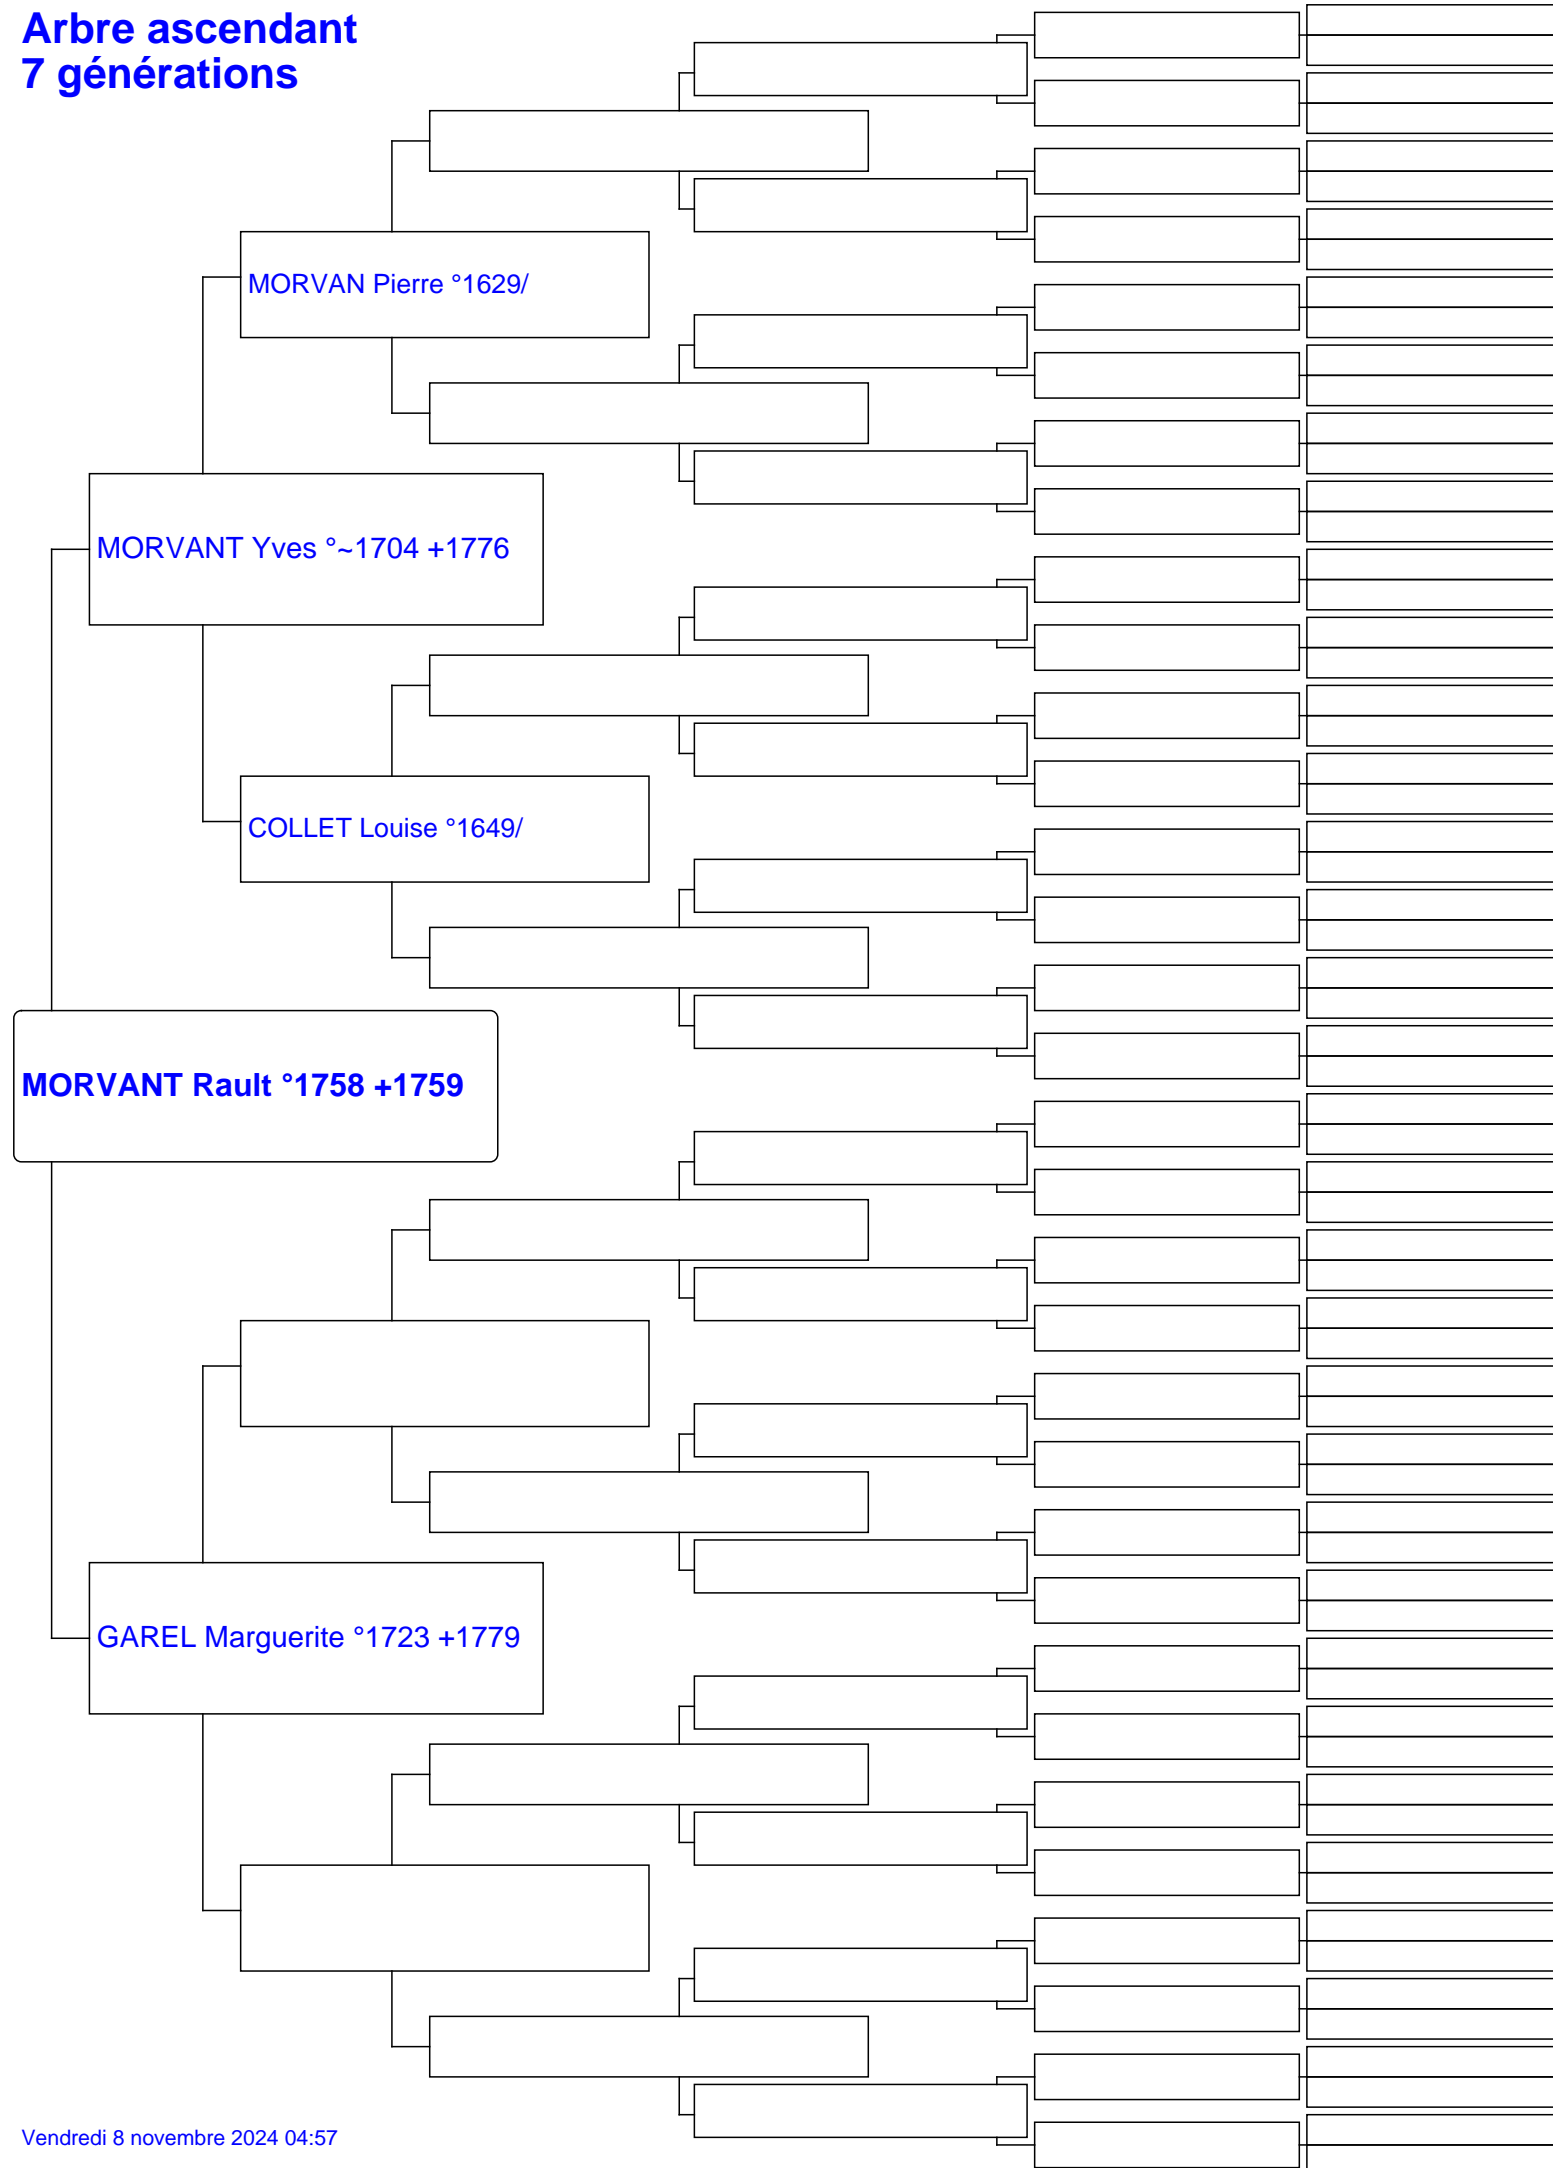 Arbre ascendant
7 générations
MORVAN Pierre °1629/
MORVANT Yves °~1704 +1776
COLLET Louise °1649/
MORVANT Rault °1758 +1759
GAREL Marguerite °1723 +1779
Vendredi 8 novembre 2024 04:57